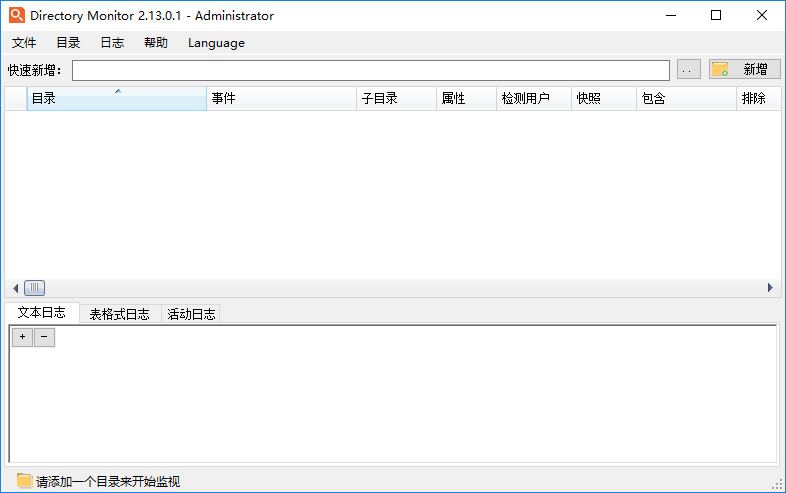 Directory Monitor 2.13.0.1 - Administrator
文件 目录 日志 帮助 Language
快速新增: .. 新增
目录 事件 子目录 属性 检测用户 快照 包含 排除
文本日志 表格式日志 活动日志
+ −
请添加一个目录来开始监视